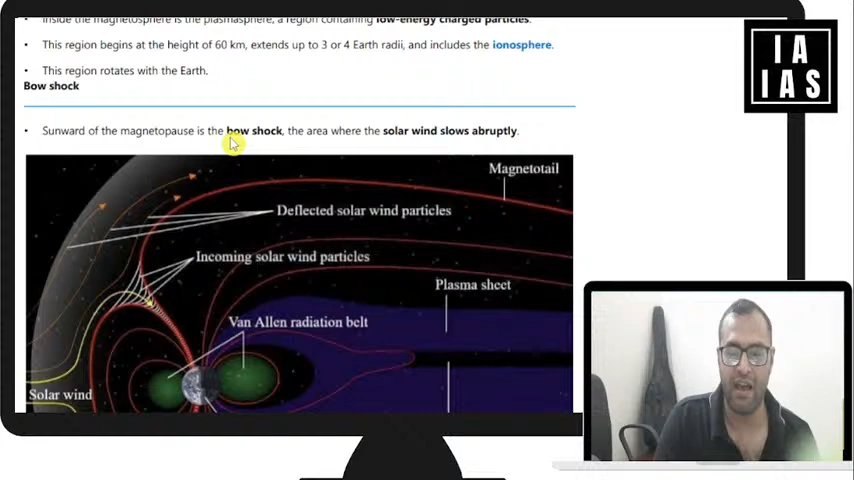 Inside the magnetosphere is the plasmasphere, a region containing low-energy charged particles.
This region begins at the height of 60 km, extends up to 3 or 4 Earth radii, and includes the ionosphere.
This region rotates with the Earth.
Bow shock
Sunward of the magnetopause is the bow shock, the area where the solar wind slows abruptly.
Magnetotail
Deflected solar wind particles
Incoming solar wind particles
Plasma sheet
Van Allen radiation belt
Solar wind
IA
IAS